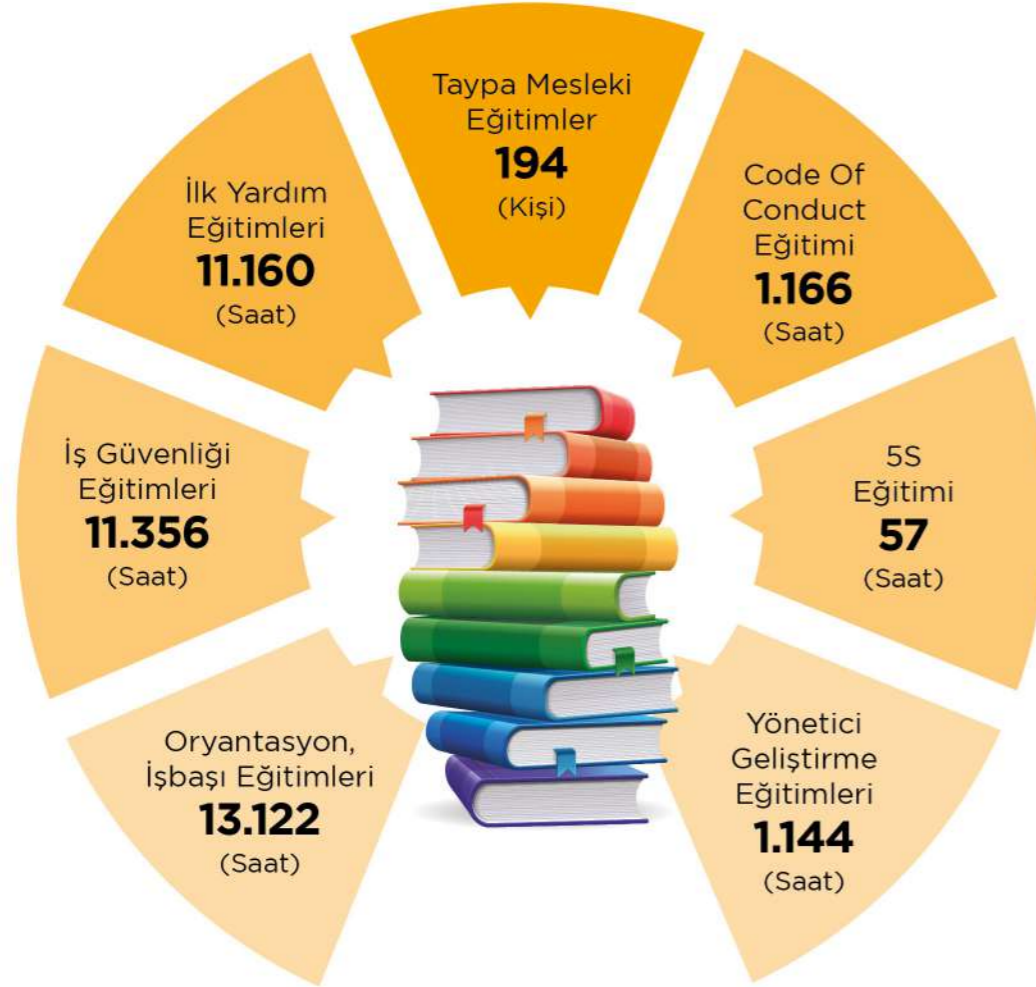 Taypa Mesleki
Eğitimler
194
(Kişi)
Code Of
Conduct
Eğitimi
1.166
(Saat)
5S
Eğitimi
57
(Saat)
Yönetici
Geliştirme
Eğitimleri
1.144
(Saat)
Oryantasyon,
İşbaşı Eğitimleri
13.122
(Saat)
İş Güvenliği
Eğitimleri
11.356
(Saat)
İlk Yardım
Eğitimleri
11.160
(Saat)